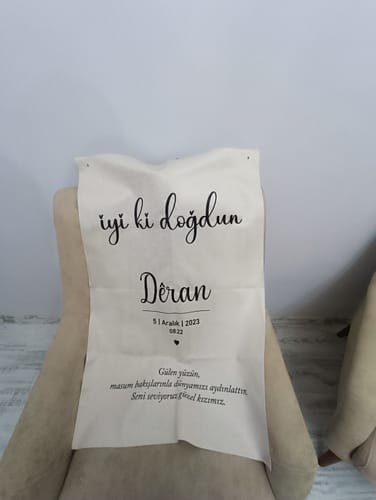 iyi ki doğdun
Dêran
5 | Aralık | 2023
08:22
Gülen yüzün,
masum bakışlarınla dünyamızı aydınlattın.
Seni seviyoruz güzel kızımız.